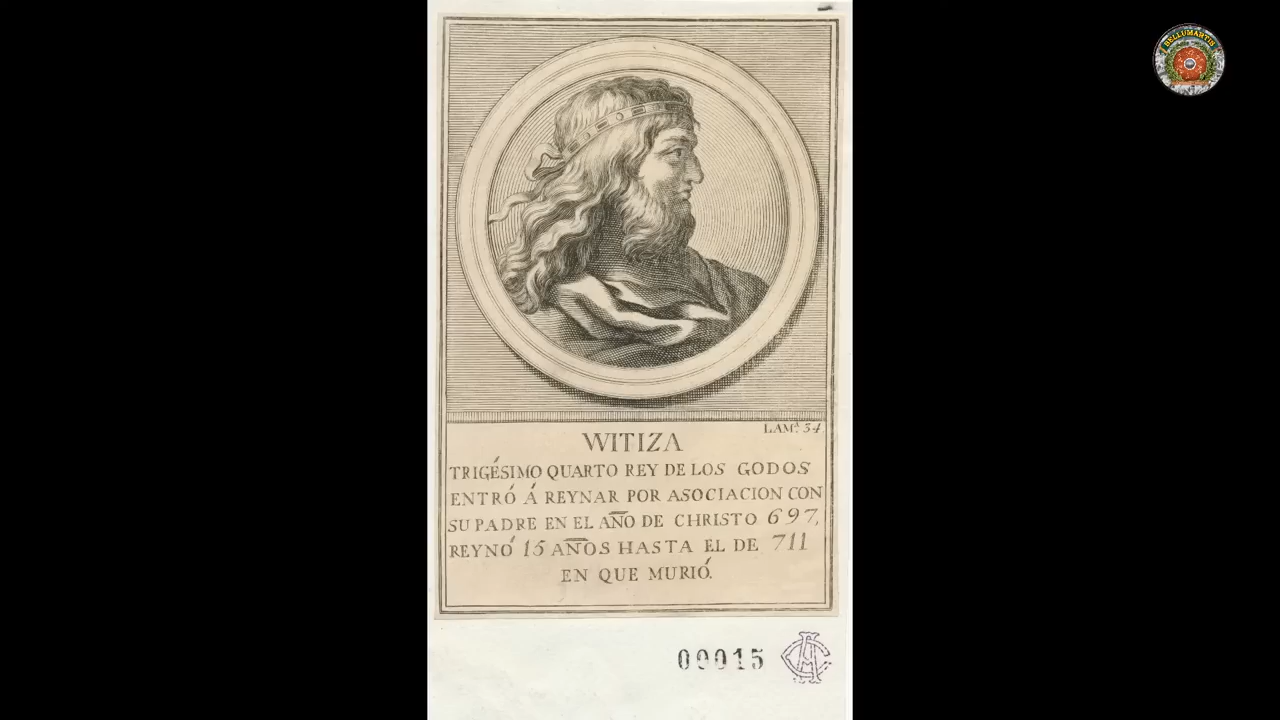 BELLUMARTIS
LAM.ᵃ 34
WITIZA
TRIGÉSIMO QUARTO REY DE LOS GODOS
ENTRÓ Á REYNAR POR ASOCIACION CON
SU PADRE EN EL AÑO DE CHRISTO 697,
REYNÓ 15 AÑOS HASTA EL DE 711
EN QUE MURIÓ.
00015